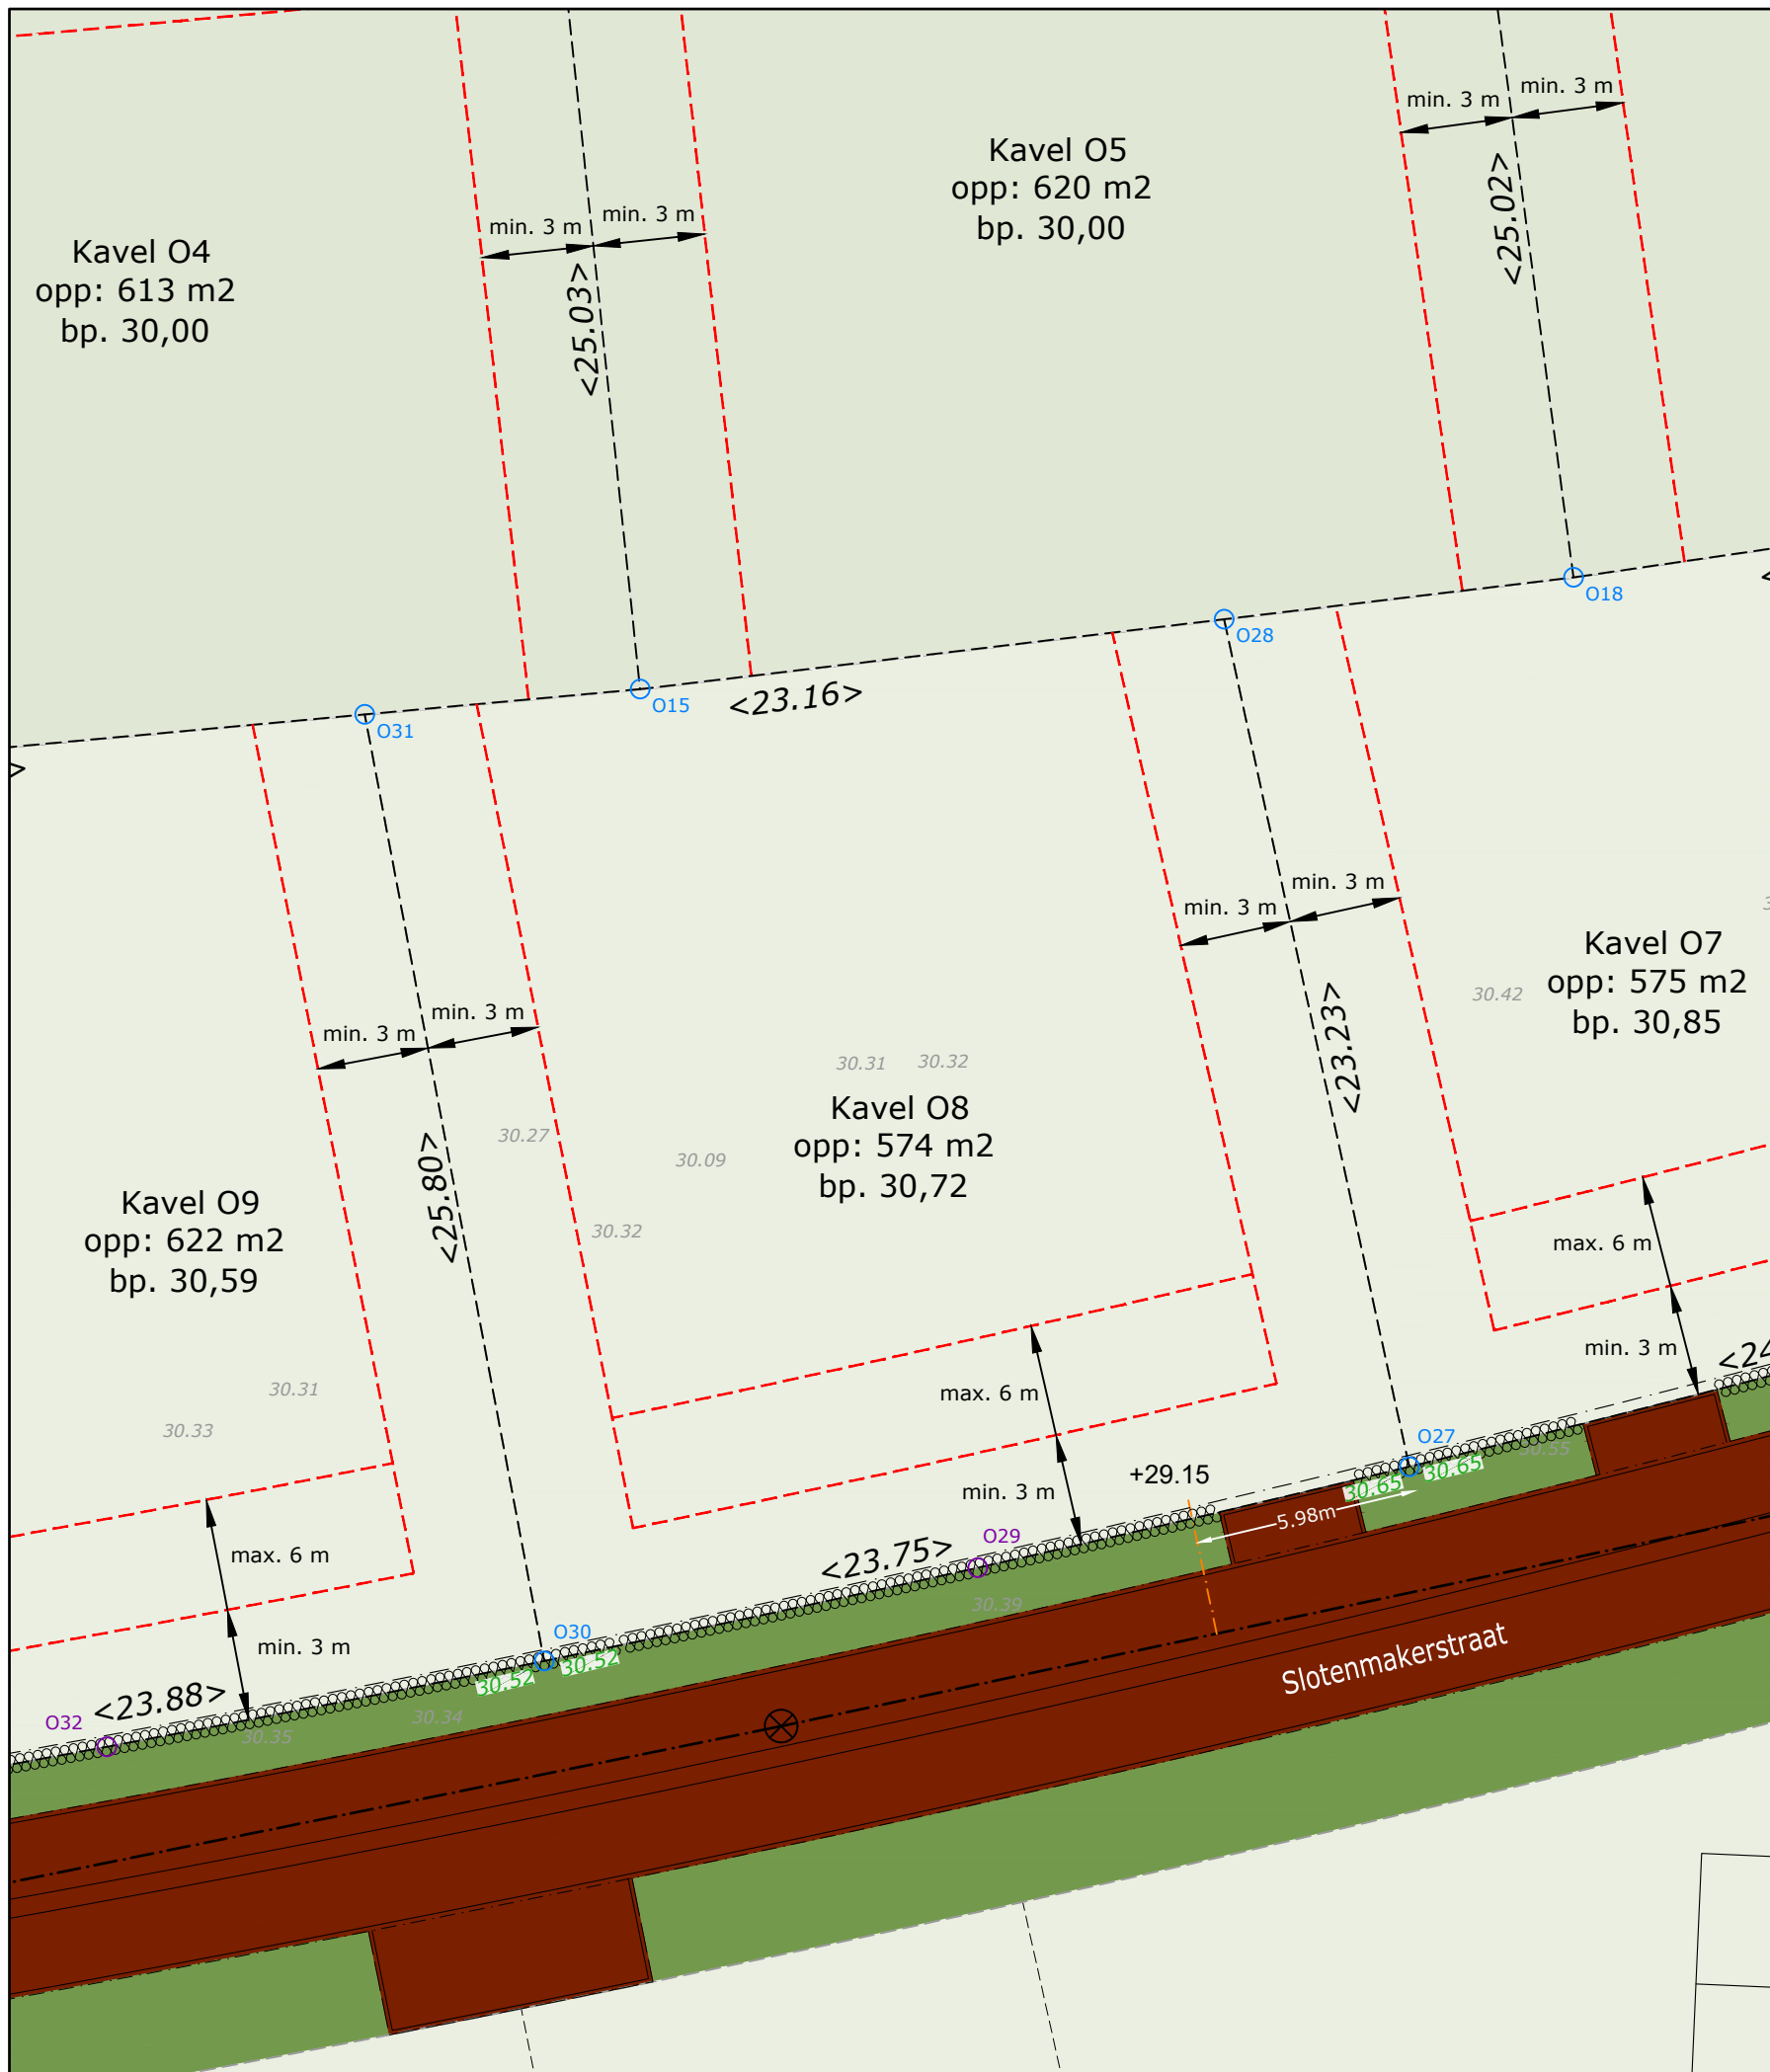 min. 3 m
min. 3 m
Kavel O5
opp: 620 m2
bp. 30,00
<25.02>
min. 3 m
min. 3 m
Kavel O4
opp: 613 m2
bp. 30,00
<25.03>
O18
O28
O15
<23.16>
O31
>
<
min. 3 m
min. 3 m
Kavel O7
opp: 575 m2
bp. 30,85
30.42
<23.23>
min. 3 m
min. 3 m
30.31
30.32
Kavel O8
opp: 574 m2
bp. 30,72
30.27
30.09
30.32
<25.80>
Kavel O9
opp: 622 m2
bp. 30,59
30.31
30.33
max. 6 m
min. 3 m
<24
max. 6 m
min. 3 m
+29.15
O27
30.65
30.65
30.55
5.98m
<23.75>
O29
30.39
max. 6 m
min. 3 m
O30
30.52
30.52
<23.88>
O32
30.34
30.35
Slotenmakerstraat